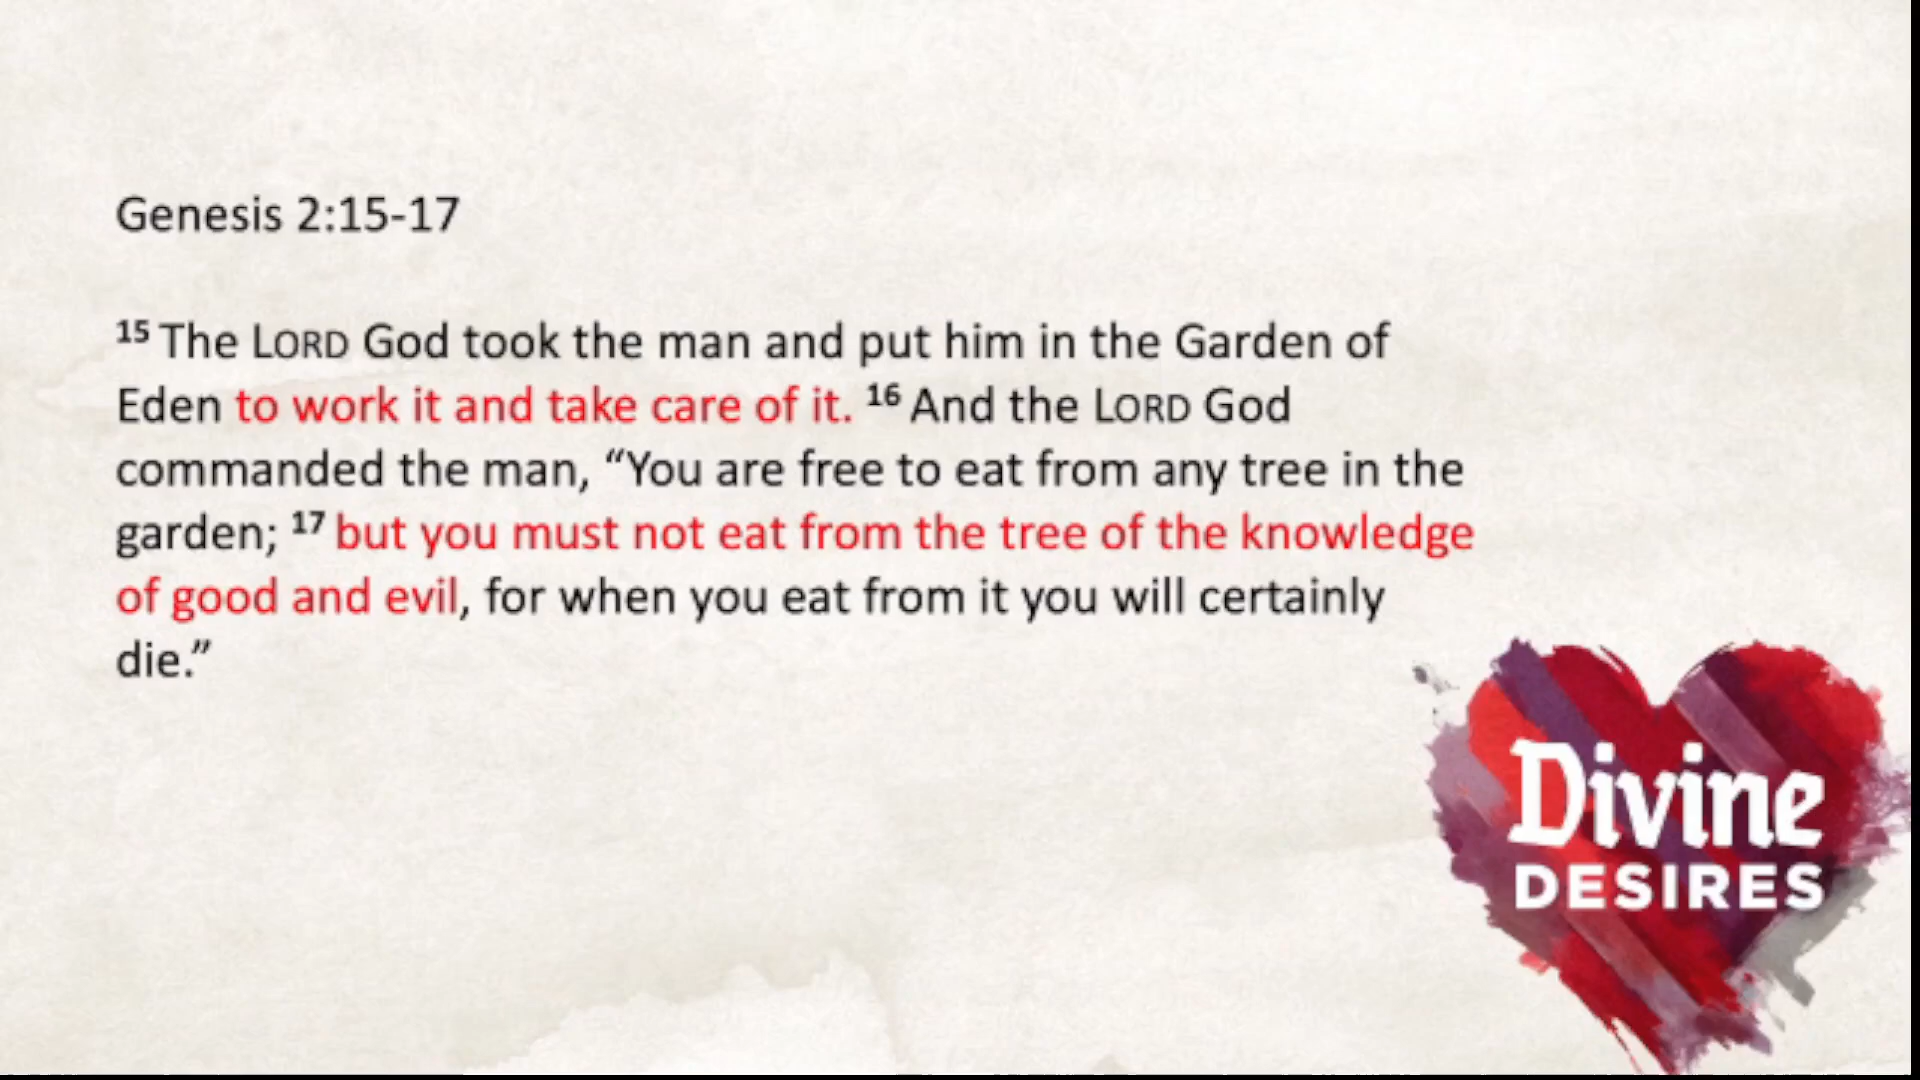 Genesis 2:15-17
15 The LORD God took the man and put him in the Garden of
Eden to work it and take care of it. 16 And the LORD God
commanded the man, “You are free to eat from any tree in the
garden; 17 but you must not eat from the tree of the knowledge
of good and evil, for when you eat from it you will certainly
die.”
Divine
DESIRES